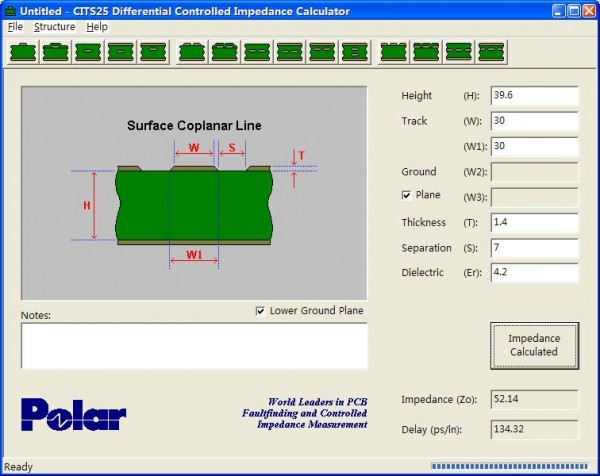 Untitled - CITS25 Differential Controlled Impedance Calculator
File Structure Help
Surface Coplanar Line
W S T
H
W1
Lower Ground Plane
Notes:
Height (H): 39.6
Track (W): 30
(W1): 30
Ground (W2):
Plane (W3):
Thickness (T): 1.4
Separation (S): 7
Dielectric (Er): 4.2
Impedance
Calculated
Polar
World Leaders in PCB
Faultfinding and Controlled
Impedance Measurement
Impedance (Zo): 52.14
Delay (ps/in): 134.32
Ready